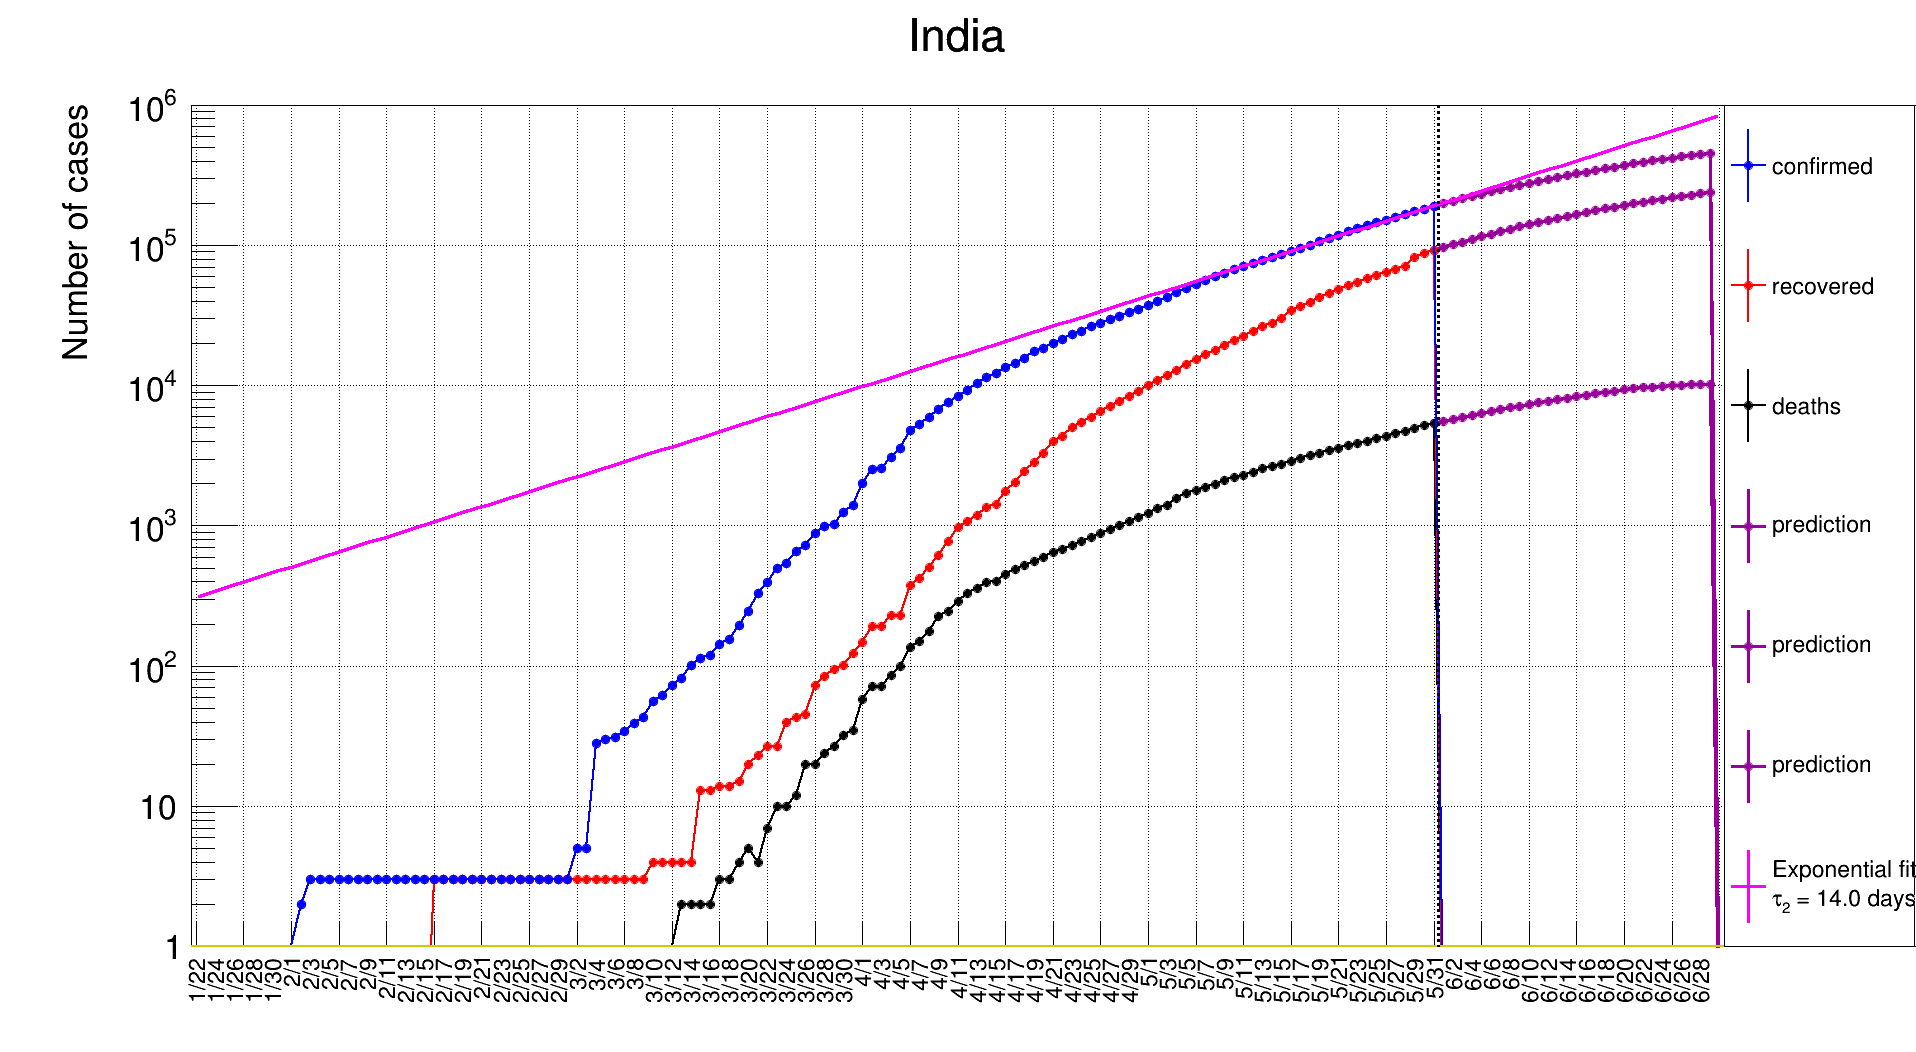 India
Number of cases
10^6
10^5
10^4
10^3
10^2
10
1
1/22 1/24 1/26 1/28 1/30 2/1 2/3 2/5 2/7 2/9 2/11 2/13 2/15 2/17 2/19 2/21 2/23 2/25 2/27 2/29 3/2 3/4 3/6 3/8 3/10 3/12 3/14 3/16 3/18 3/20 3/22 3/24 3/26 3/28 3/30 4/1 4/3 4/5 4/7 4/9 4/11 4/13 4/15 4/17 4/19 4/21 4/23 4/25 4/27 4/29 5/1 5/3 5/5 5/7 5/9 5/11 5/13 5/15 5/17 5/19 5/21 5/23 5/25 5/27 5/29 5/31 6/2 6/4 6/6 6/8 6/10 6/12 6/14 6/16 6/18 6/20 6/22 6/24 6/26 6/28
confirmed
recovered
deaths
prediction
prediction
prediction
Exponential fit
τ₂ = 14.0 days